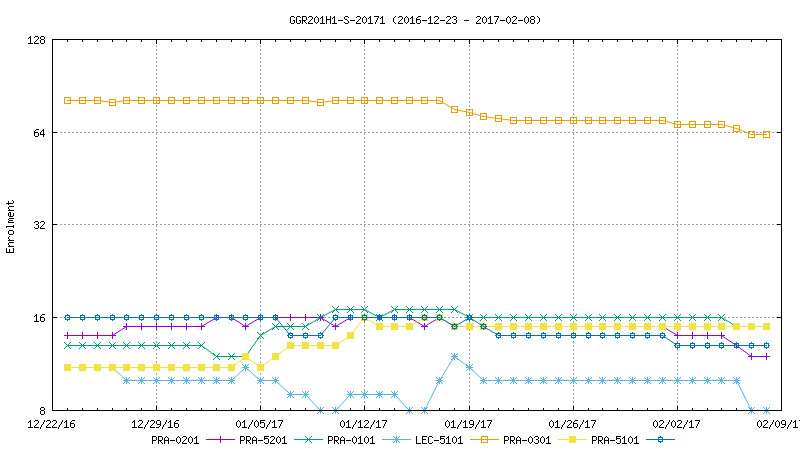 GGR201H1-S-20171 (2016-12-23 - 2017-02-08)
128
64
32
16
8
Enrolment
12/22/16 12/29/16 01/05/17 01/12/17 01/19/17 01/26/17 02/02/17 02/09/17
PRA-0201 PRA-5201 PRA-0101 LEC-5101 PRA-0301 PRA-5101